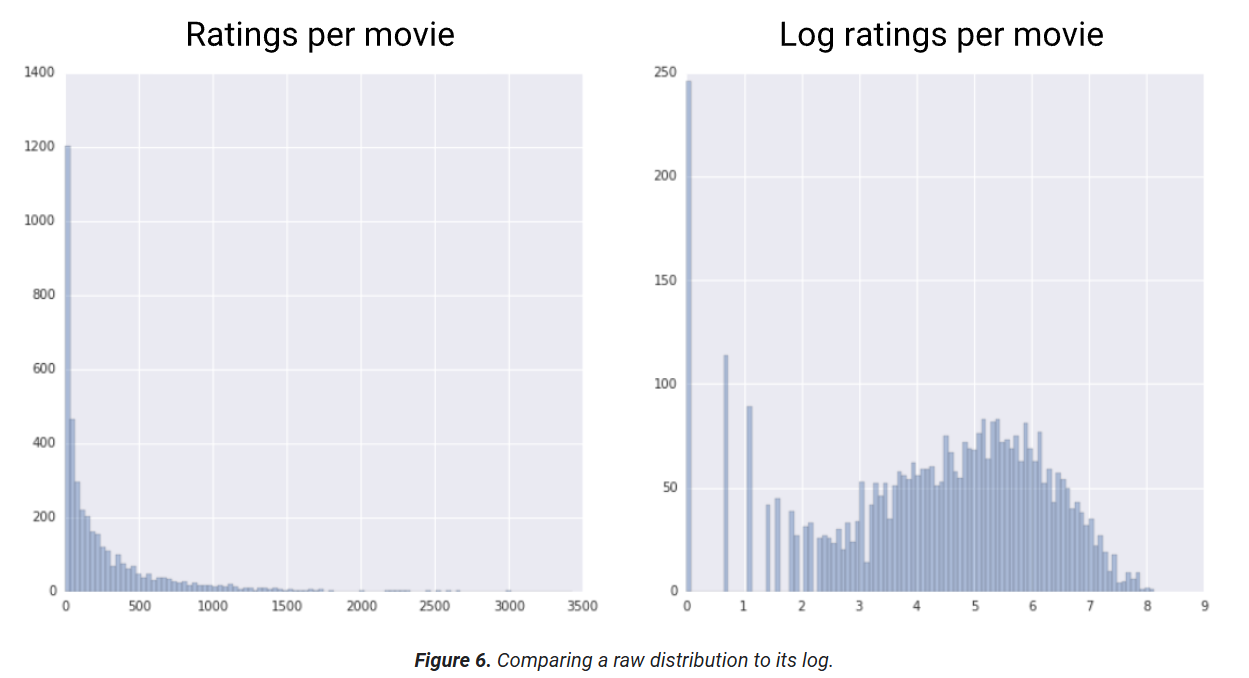 Ratings per movie
Log ratings per movie
1400
1200
1000
800
600
400
200
0
0 500 1000 1500 2000 2500 3000 3500
250
200
150
100
50
0
0 1 2 3 4 5 6 7 8 9
Figure 6. Comparing a raw distribution to its log.